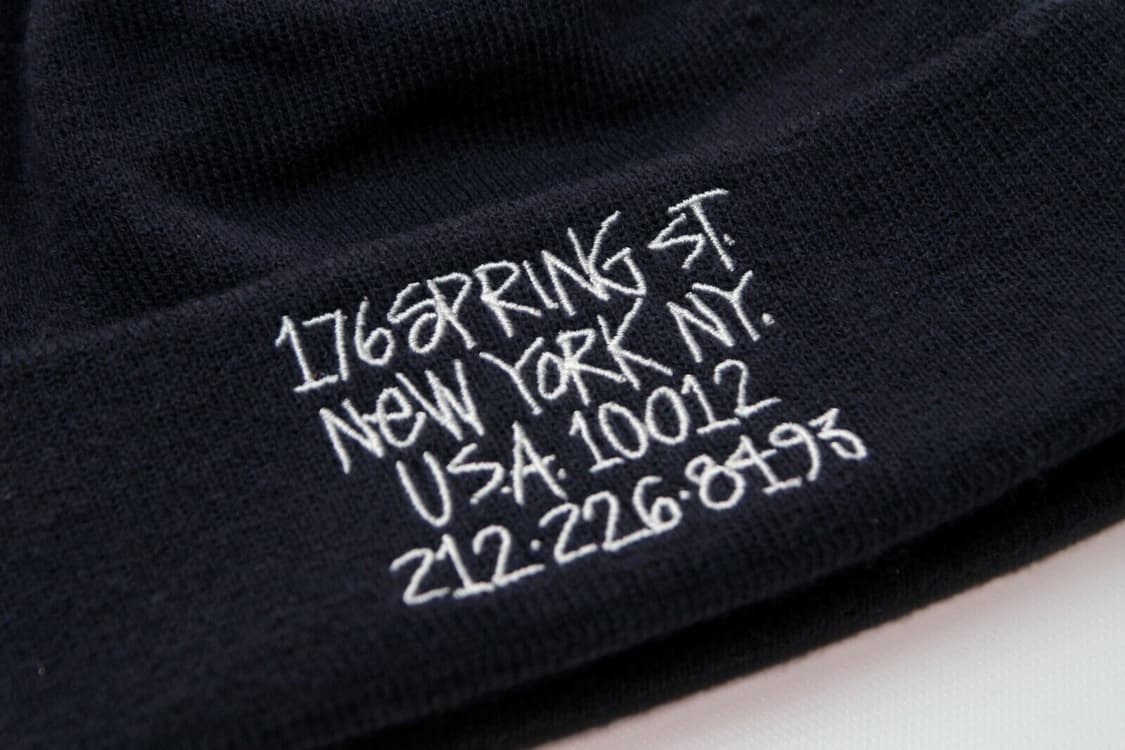 176 SPRING ST.
NeW YORK NY.
U.S.A. 10012
212·226·8493